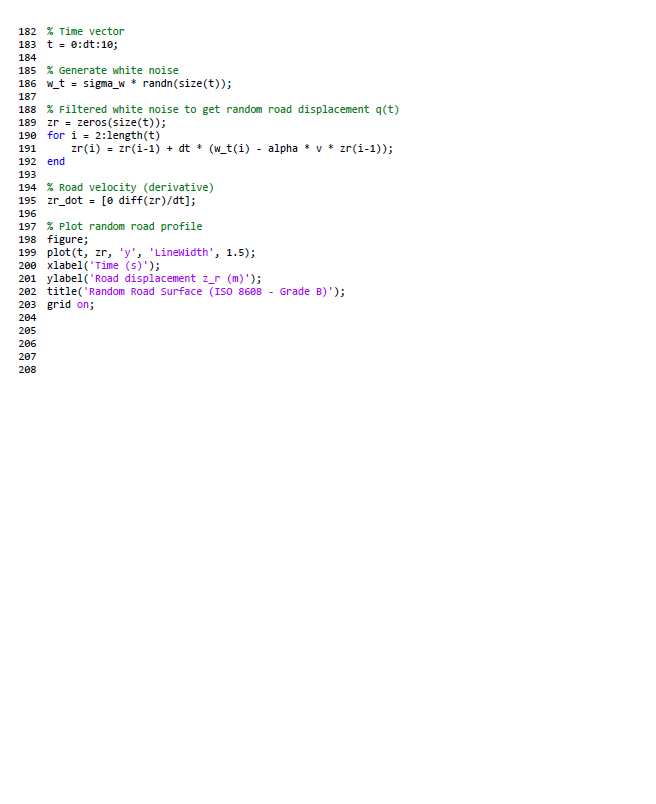 182 % Time vector
183 t = 0:dt:10;
184
185 % Generate white noise
186 w_t = sigma_w * randn(size(t));
187
188 % Filtered white noise to get random road displacement q(t)
189 zr = zeros(size(t));
190 for i = 2:length(t)
191 zr(i) = zr(i-1) + dt * (w_t(i) - alpha * v * zr(i-1));
192 end
193
194 % Road velocity (derivative)
195 zr_dot = [0 diff(zr)/dt];
196
197 % Plot random road profile
198 figure;
199 plot(t, zr, 'y', 'LineWidth', 1.5);
200 xlabel('Time (s)');
201 ylabel('Road displacement z_r (m)');
202 title('Random Road Surface (ISO 8608 - Grade B)');
203 grid on;
204
205
206
207
208